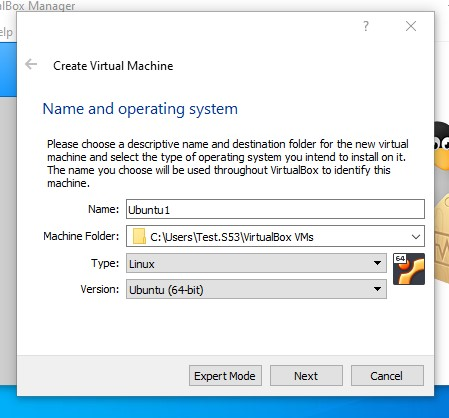 alBox Manager
elp
?
Create Virtual Machine
Name and operating system
Please choose a descriptive name and destination folder for the new virtual
machine and select the type of operating system you intend to install on it.
The name you choose will be used throughout VirtualBox to identify this
machine.
Name: Ubuntu1
Machine Folder: C:\Users\Test.S53\VirtualBox VMs
Type: Linux
64
Version: Ubuntu (64-bit)
Expert Mode Next Cancel